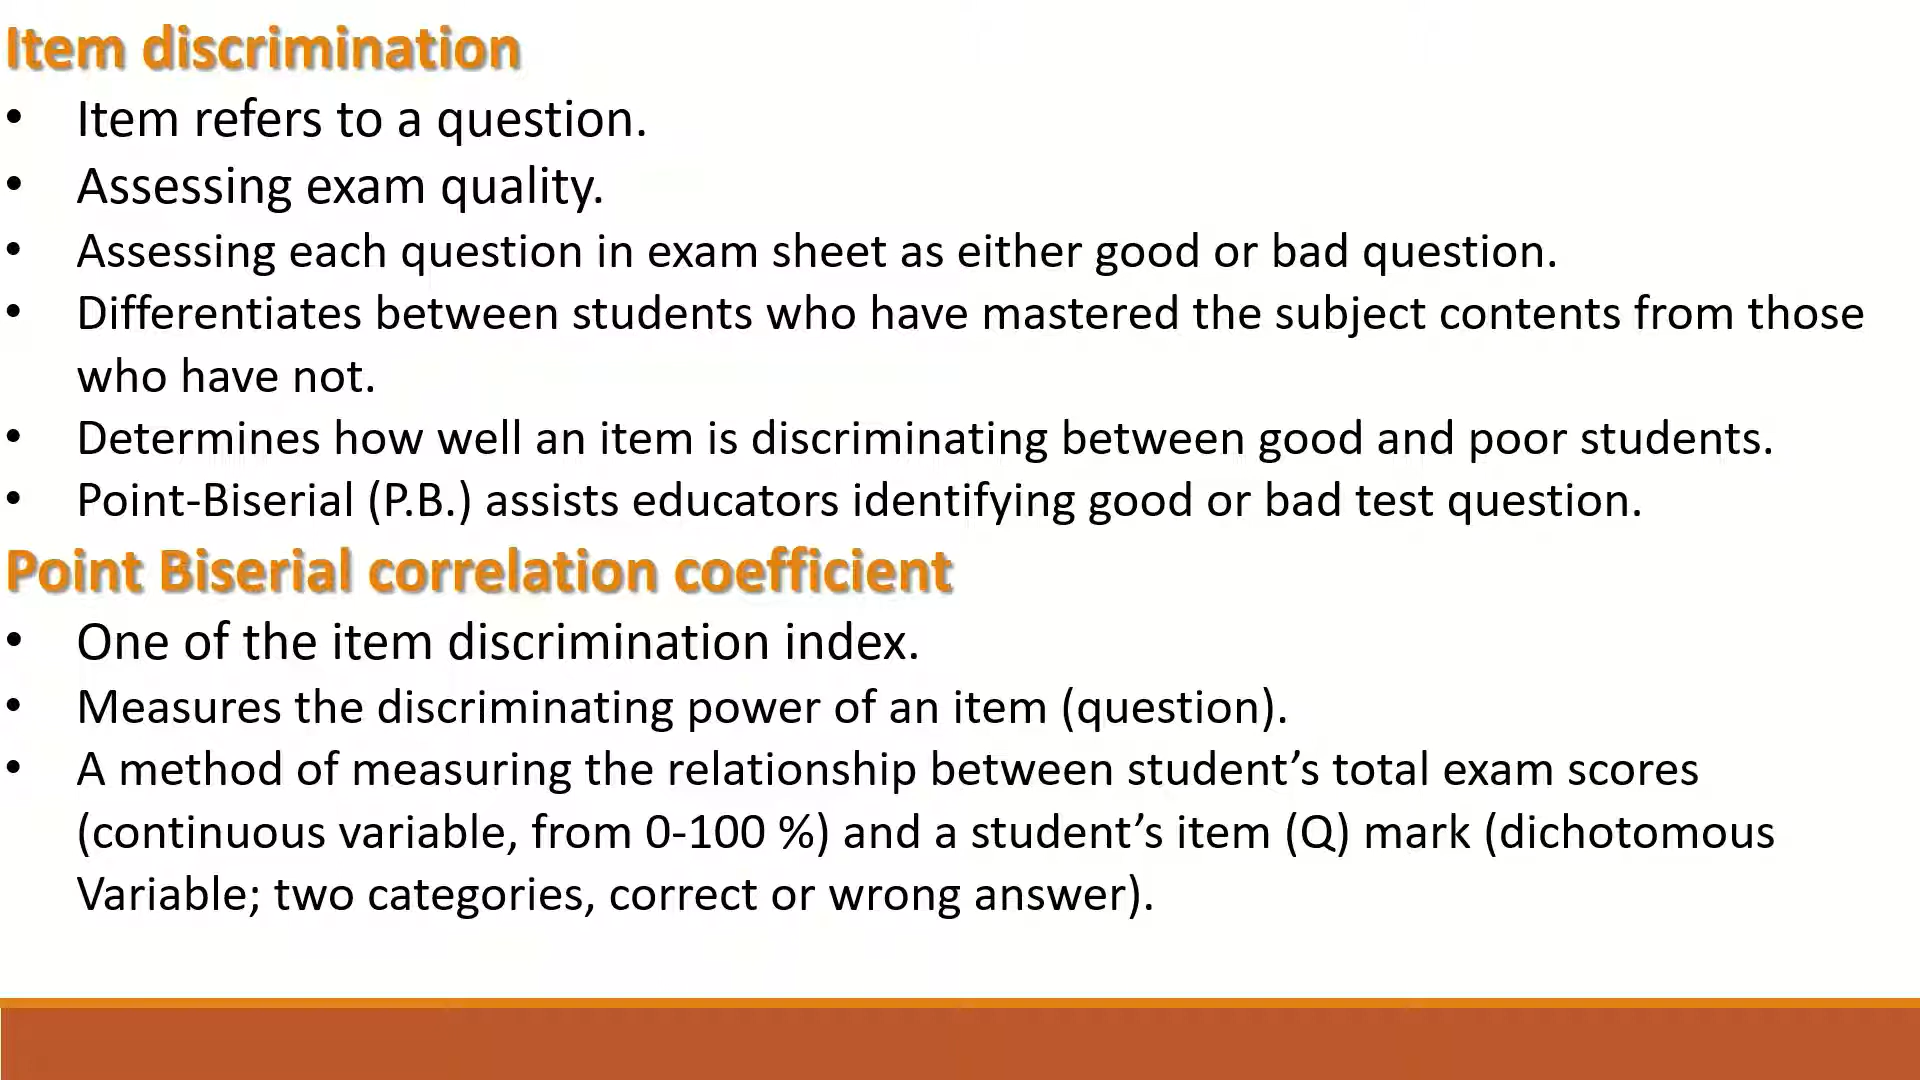 Item discrimination
• Item refers to a question.
• Assessing exam quality.
• Assessing each question in exam sheet as either good or bad question.
• Differentiates between students who have mastered the subject contents from those
who have not.
• Determines how well an item is discriminating between good and poor students.
• Point-Biserial (P.B.) assists educators identifying good or bad test question.
Point Biserial correlation coefficient
• One of the item discrimination index.
• Measures the discriminating power of an item (question).
• A method of measuring the relationship between student’s total exam scores
(continuous variable, from 0-100 %) and a student’s item (Q) mark (dichotomous
Variable; two categories, correct or wrong answer).